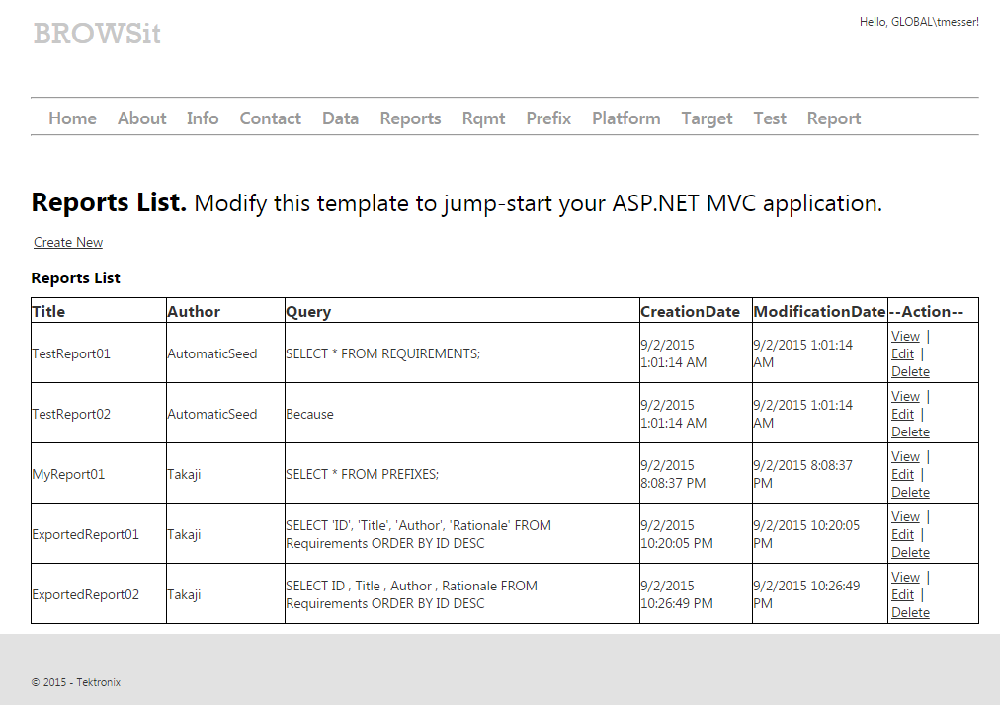 BROWSit
Hello, GLOBAL\tmesser!
Home About Info Contact Data Reports Rqmt Prefix Platform Target Test Report
Reports List. Modify this template to jump-start your ASP.NET MVC application.
Create New
Reports List
Title Author Query CreationDate ModificationDate --Action--
TestReport01 AutomaticSeed SELECT * FROM REQUIREMENTS; 9/2/2015 1:01:14 AM 9/2/2015 1:01:14 AM View | Edit | Delete
TestReport02 AutomaticSeed Because 9/2/2015 1:01:14 AM 9/2/2015 1:01:14 AM View | Edit | Delete
MyReport01 Takaji SELECT * FROM PREFIXES; 9/2/2015 8:08:37 PM 9/2/2015 8:08:37 PM View | Edit | Delete
ExportedReport01 Takaji SELECT 'ID', 'Title', 'Author', 'Rationale' FROM Requirements ORDER BY ID DESC 9/2/2015 10:20:05 PM 9/2/2015 10:20:05 PM View | Edit | Delete
ExportedReport02 Takaji SELECT ID , Title , Author , Rationale FROM Requirements ORDER BY ID DESC 9/2/2015 10:26:49 PM 9/2/2015 10:26:49 PM View | Edit | Delete
© 2015 - Tektronix